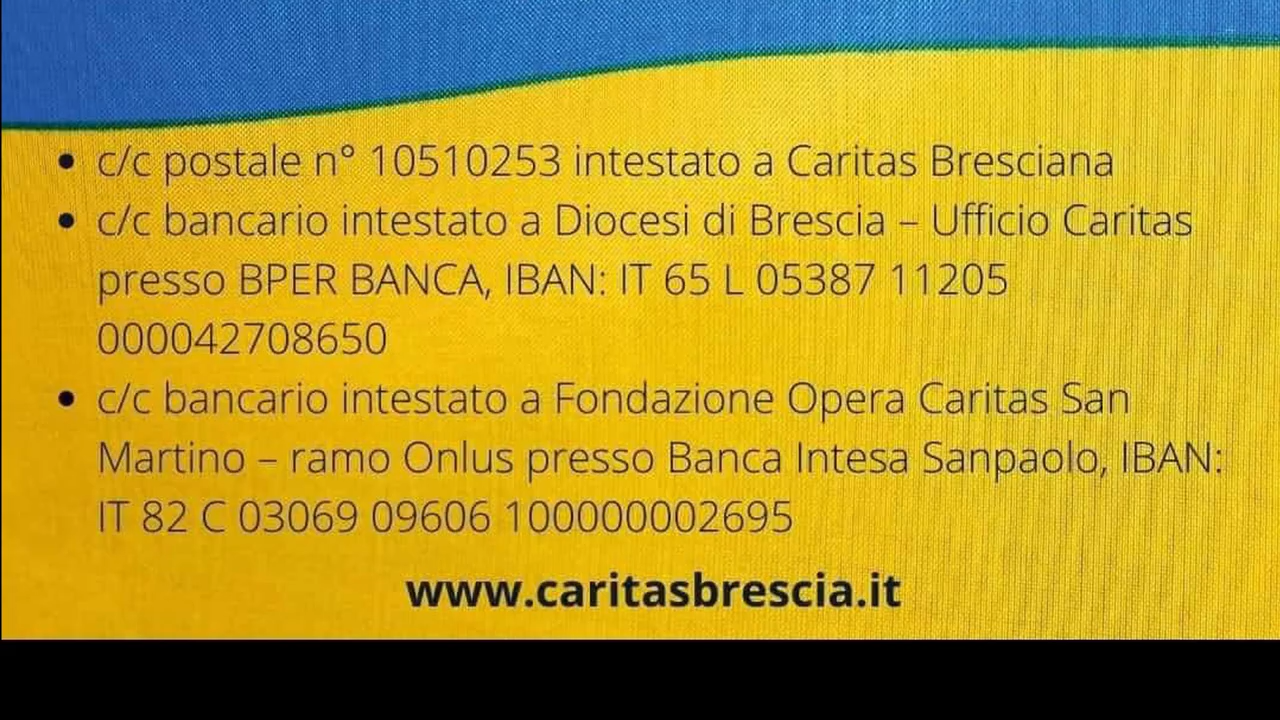 • c/c postale n° 10510253 intestato a Caritas Bresciana
• c/c bancario intestato a Diocesi di Brescia – Ufficio Caritas
presso BPER BANCA, IBAN: IT 65 L 05387 11205
000042708650
• c/c bancario intestato a Fondazione Opera Caritas San
Martino – ramo Onlus presso Banca Intesa Sanpaolo, IBAN:
IT 82 C 03069 09606 100000002695
www.caritasbrescia.it